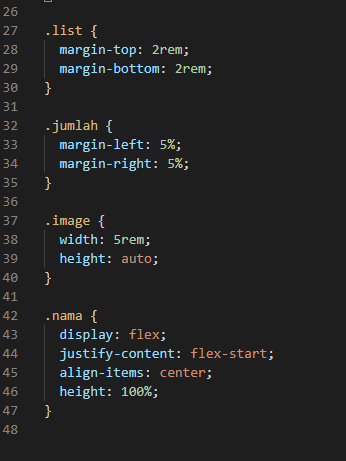 26
27 .list {
28 margin-top: 2rem;
29 margin-bottom: 2rem;
30 }
31
32 .jumlah {
33 margin-left: 5%;
34 margin-right: 5%;
35 }
36
37 .image {
38 width: 5rem;
39 height: auto;
40 }
41
42 .nama {
43 display: flex;
44 justify-content: flex-start;
45 align-items: center;
46 height: 100%;
47 }
48